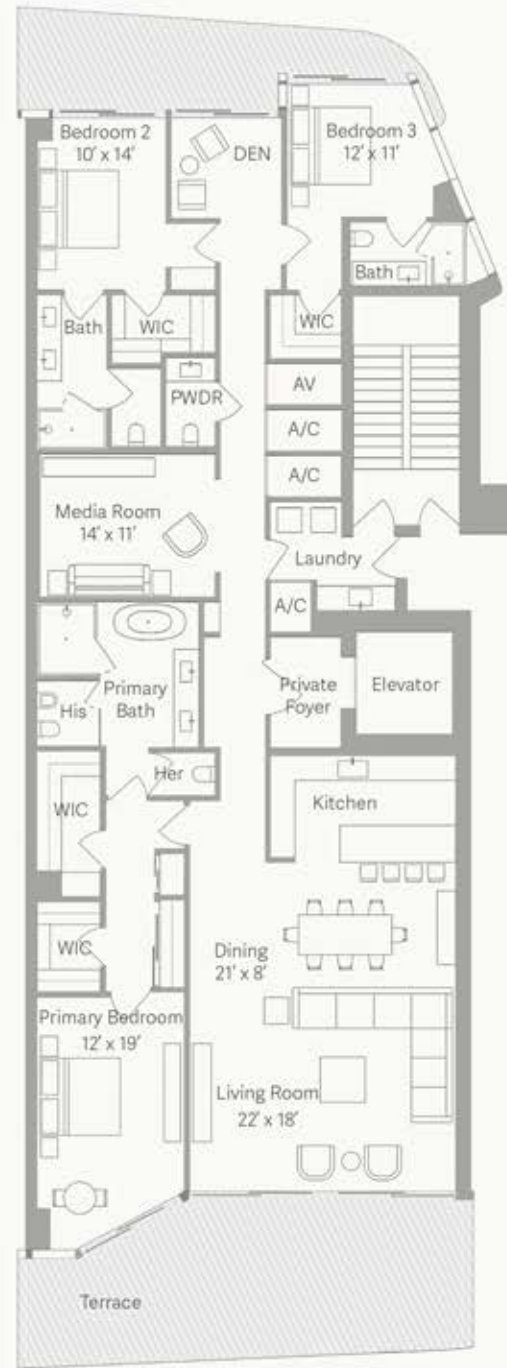 Bedroom 2
10' x 14'
DEN
Bedroom 3
12' x 11'
Bath
Bath
WIC
WIC
PWDR
AV
A/C
A/C
Media Room
14' x 11'
Laundry
A/C
Primary
Bath
His
Private
Foyer
Elevator
Her
WIC
Kitchen
WIC
Dining
21' x 8'
Primary Bedroom
12' x 19'
Living Room
22' x 18'
Terrace